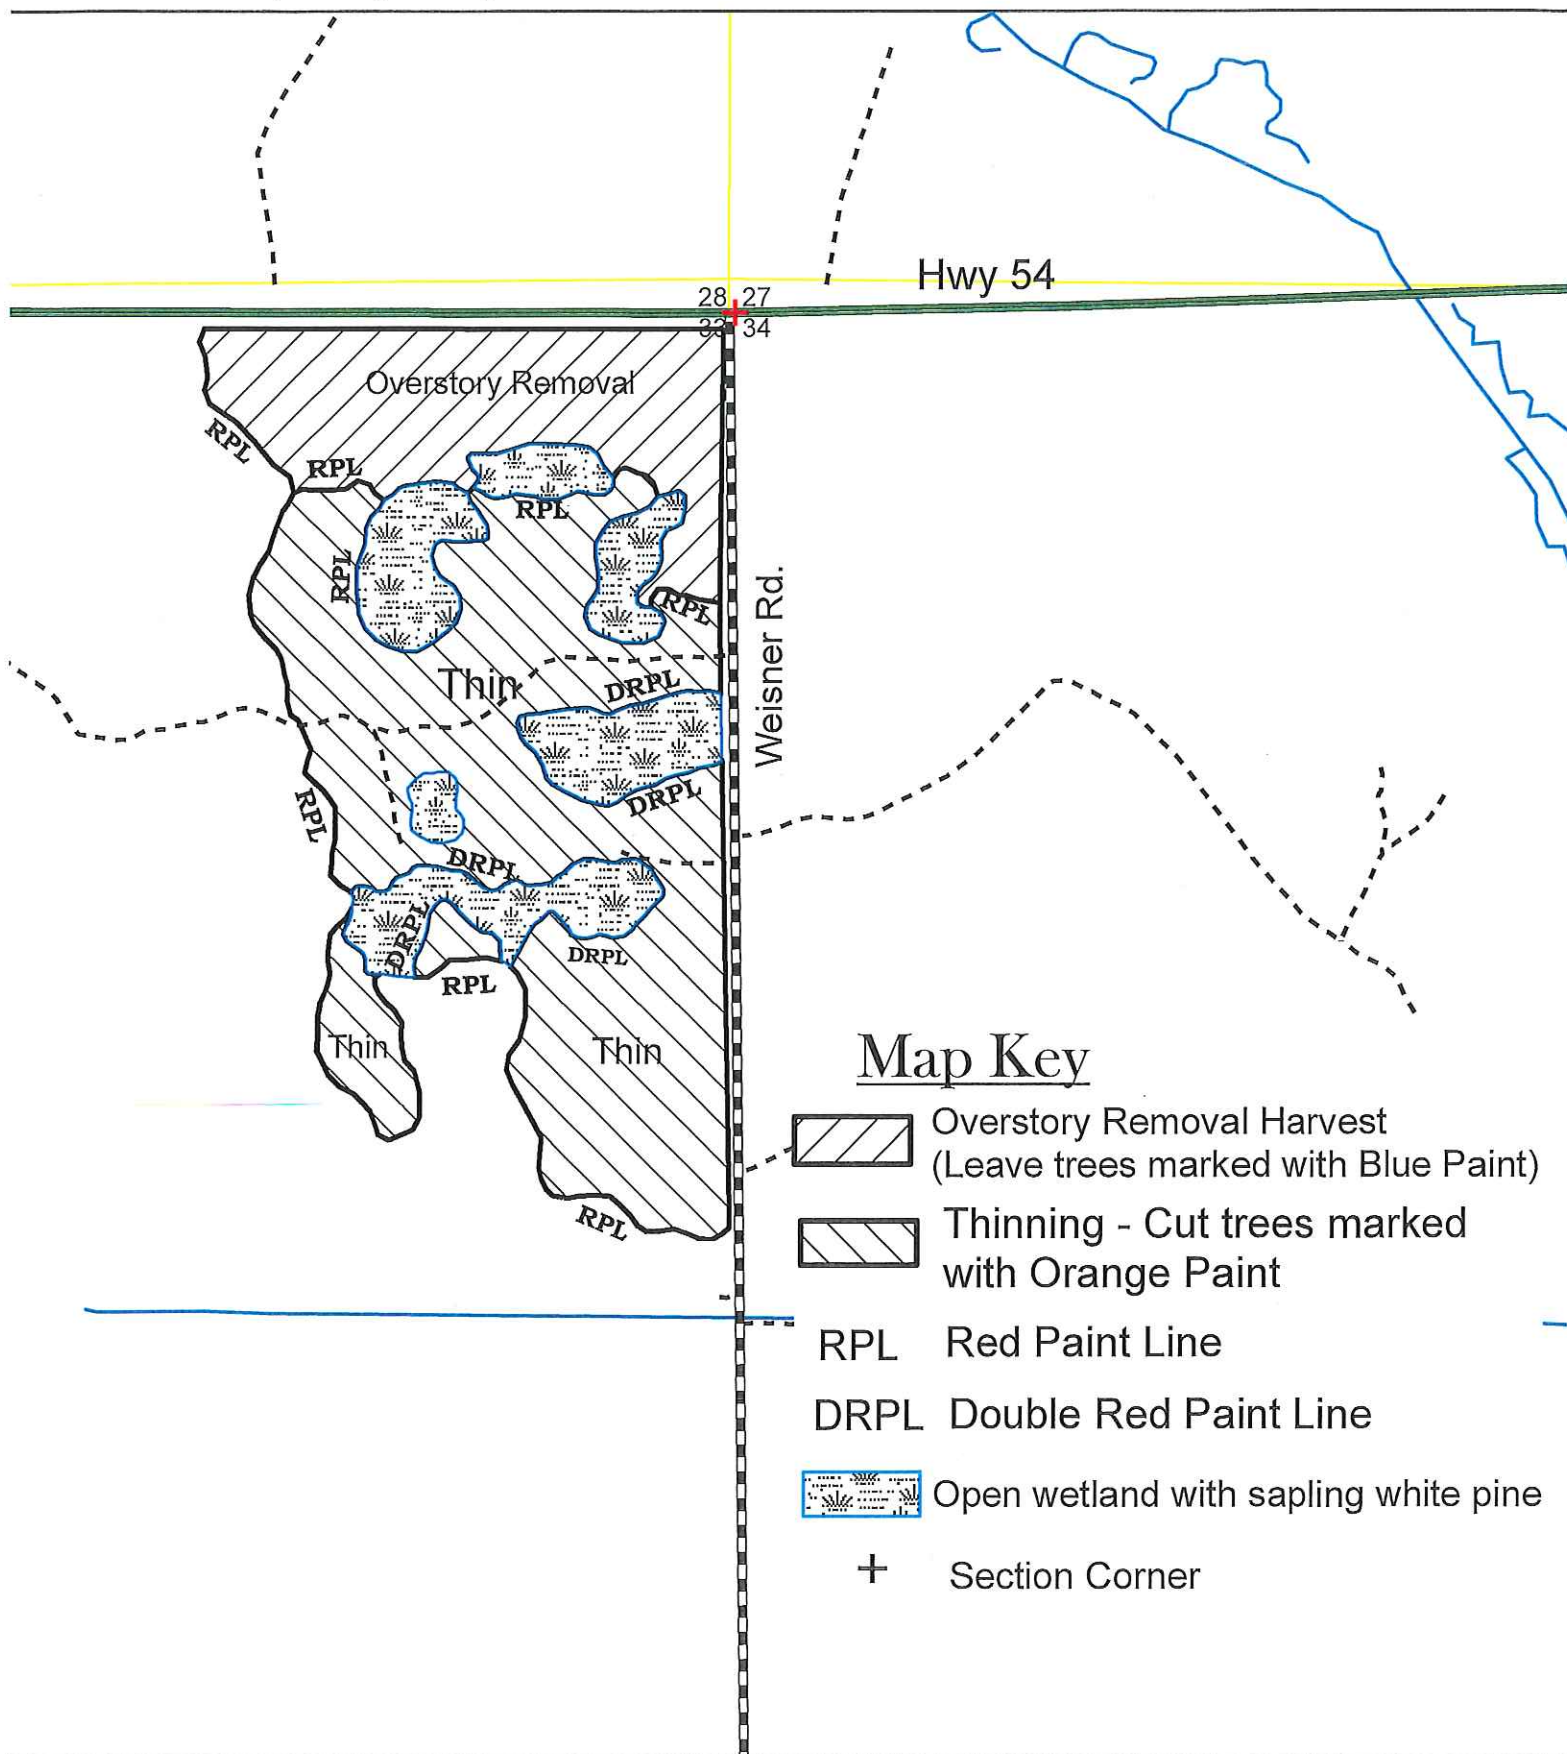 Hwy 54
28 27
33 34
Overstory Removal
RPL
RPL
RPL
RPL
RPL
Weisner Rd.
Thin
DRPL
DRPL
RPL
DRPL
DRPL
DRPL
RPL
Thin
Thin
RPL
Map Key
Overstory Removal Harvest
(Leave trees marked with Blue Paint)
Thinning - Cut trees marked
with Orange Paint
RPL Red Paint Line
DRPL Double Red Paint Line
Open wetland with sapling white pine
+ Section Corner